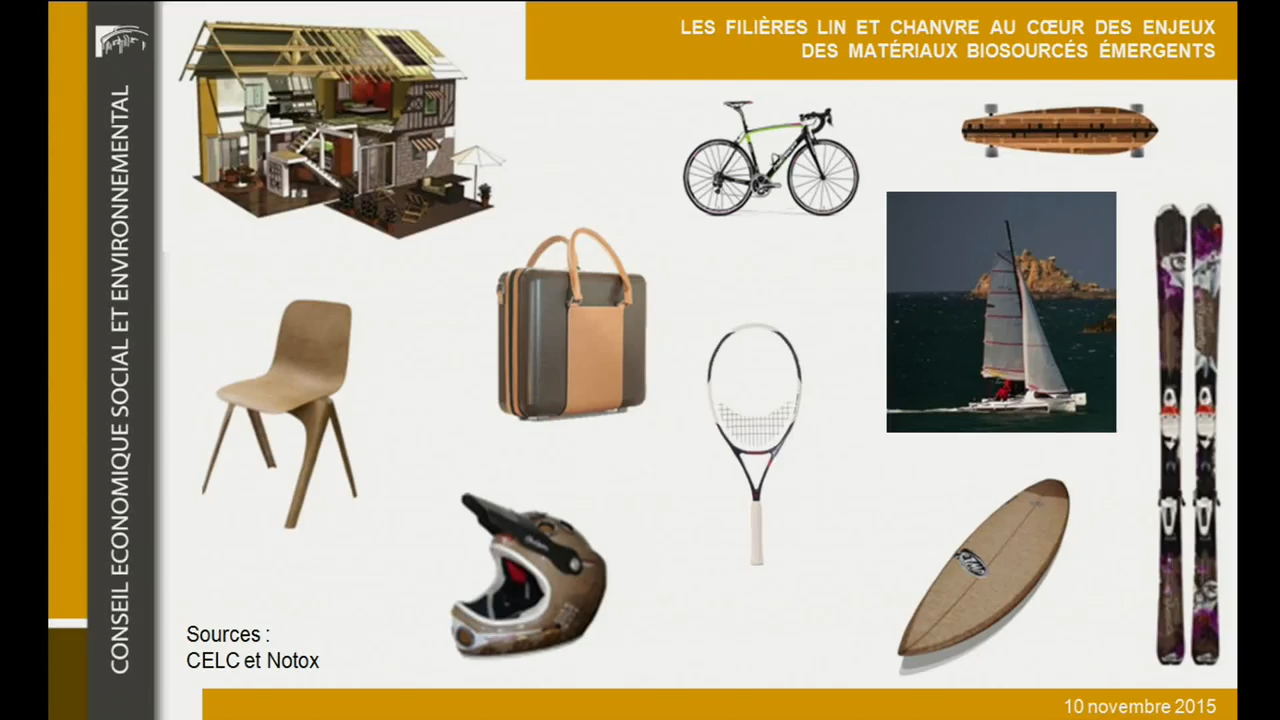 LES FILIÈRES LIN ET CHANVRE AU CŒUR DES ENJEUX
DES MATÉRIAUX BIOSOURCÉS ÉMERGENTS
CONSEIL ECONOMIQUE SOCIAL ET ENVIRONNEMENTAL
Sources :
CELC et Notox
10 novembre 2015